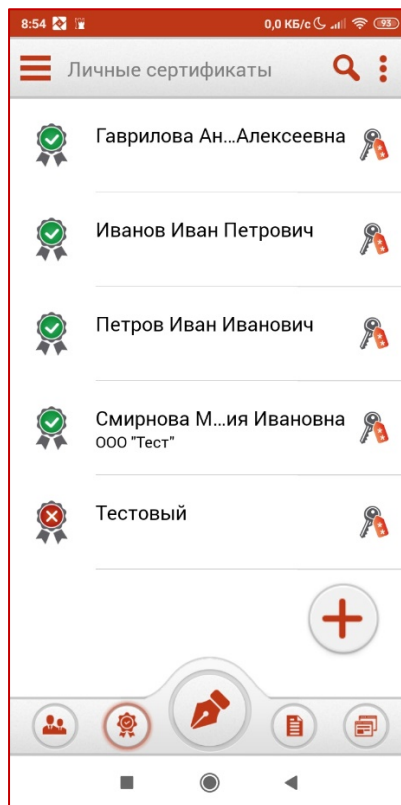 8:54 0,0 КБ/с 93
Личные сертификаты
Гаврилова Ан...Алексеевна
Иванов Иван Петрович
Петров Иван Иванович
Смирнова М...ия Ивановна
ООО "Тест"
Тестовый